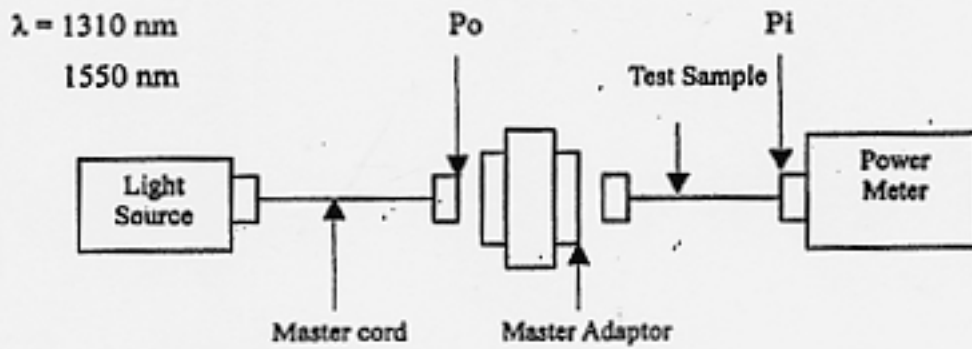 λ = 1310 nm
1550 nm
Po
Pi
Test Sample
Light
Source
Power
Meter
Master cord
Master Adaptor